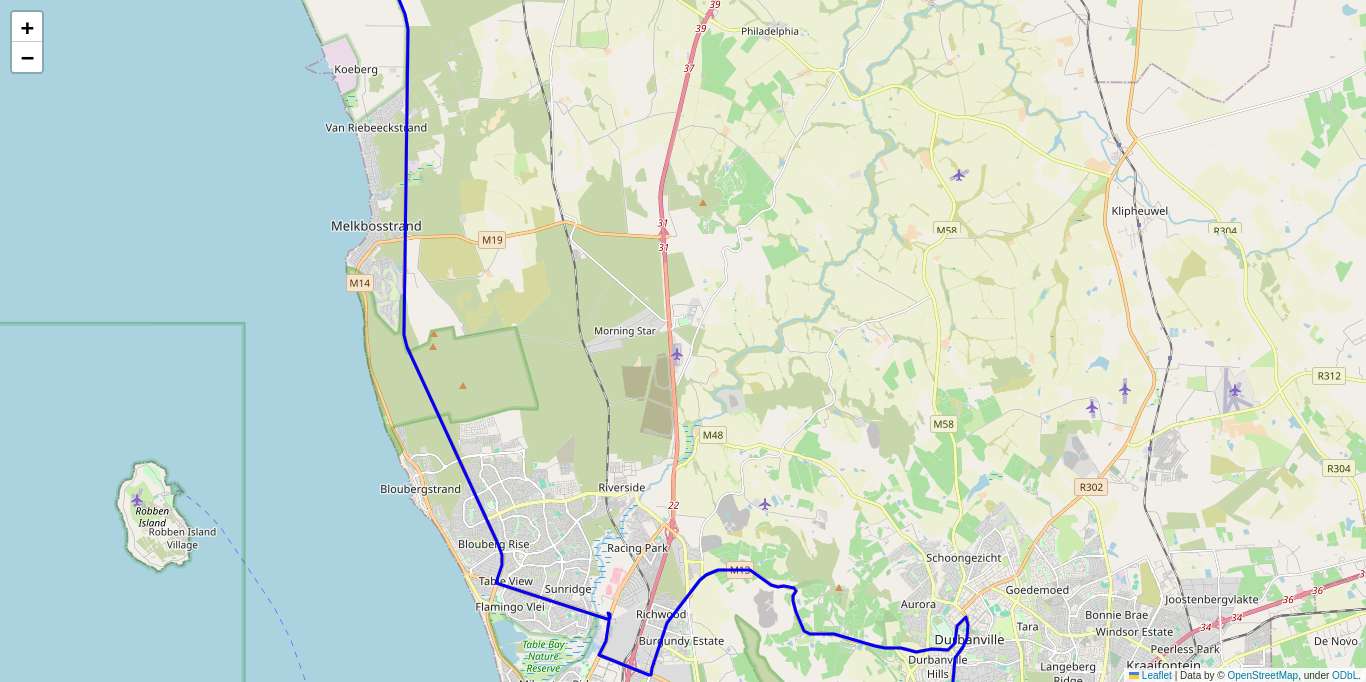 +
−
39
39
Philadelphia
37
Koeberg
Van Riebeeckstrand
Melkbosstrand
M19
31
31
M58
Klipheuwel
R304
M14
Morning Star
R312
M48
M58
R304
R302
Bloubergstrand
Riverside
22
Robben
Island
Robben Island
Village
Blouberg Rise
Racing Park
M13
Schoongezicht
Table View
Sunridge
Flamingo Vlei
Richwood
Aurora
Goedemoed
Joostenbergvlakte
36
36
34
34
Bonnie Brae
Tara
Windsor Estate
Burgundy Estate
Durbanville
De Novo
Table Bay
Nature
Reserve
Peerless Park
Durbanville
Hills
Langeberg
Ridge
Kraaifontein
Leaflet | Data by © OpenStreetMap, under ODbL.